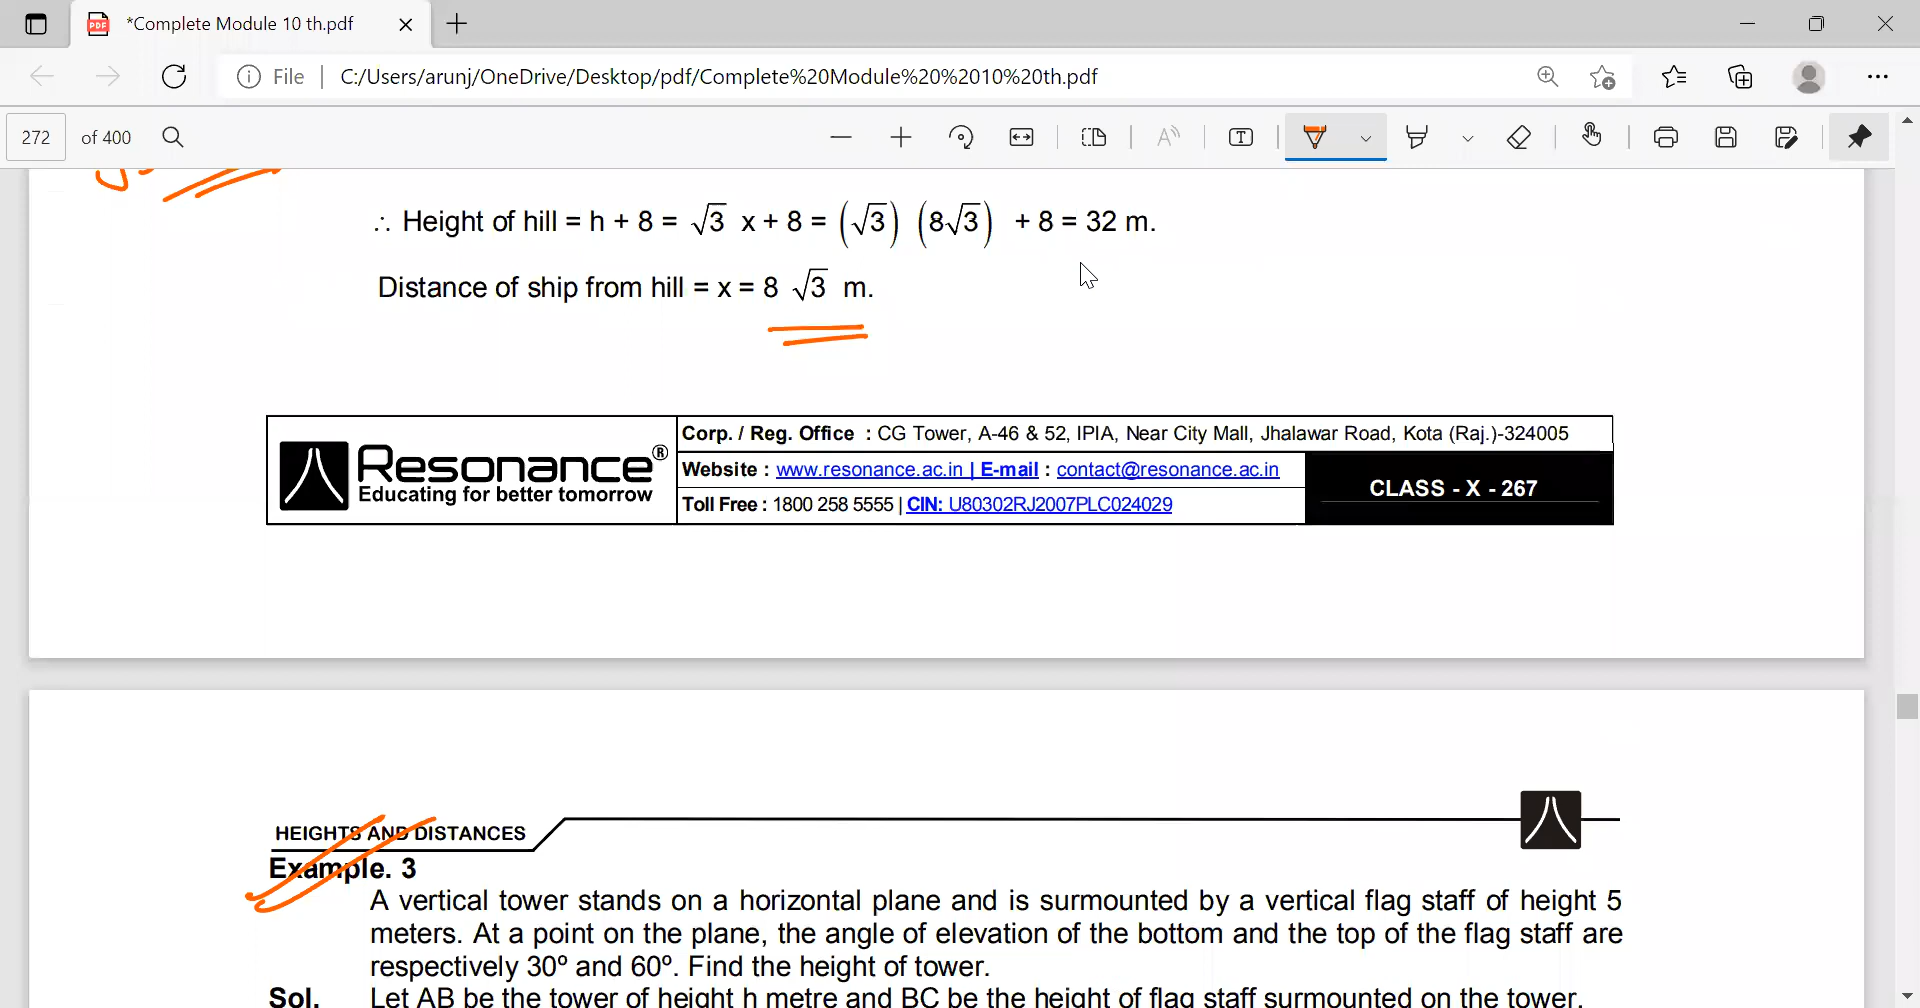 *Complete Module 10 th.pdf
File | C:/Users/arunj/OneDrive/Desktop/pdf/Complete%20Module%20%2010%20th.pdf
272 of 400
∴ Height of hill = h + 8 = √3 x + 8 = (√3) (8√3) + 8 = 32 m.
Distance of ship from hill = x = 8 √3 m.
Resonance®
Educating for better tomorrow
Corp. / Reg. Office : CG Tower, A-46 & 52, IPIA, Near City Mall, Jhalawar Road, Kota (Raj.)-324005
Website : www.resonance.ac.in | E-mail : contact@resonance.ac.in
Toll Free : 1800 258 5555 | CIN: U80302RJ2007PLC024029
CLASS - X - 267
HEIGHTS AND DISTANCES
Example. 3
A vertical tower stands on a horizontal plane and is surmounted by a vertical flag staff of height 5
meters. At a point on the plane, the angle of elevation of the bottom and the top of the flag staff are
respectively 30º and 60º. Find the height of tower.
Sol. Let AB be the tower of height h metre and BC be the height of flag staff surmounted on the tower.